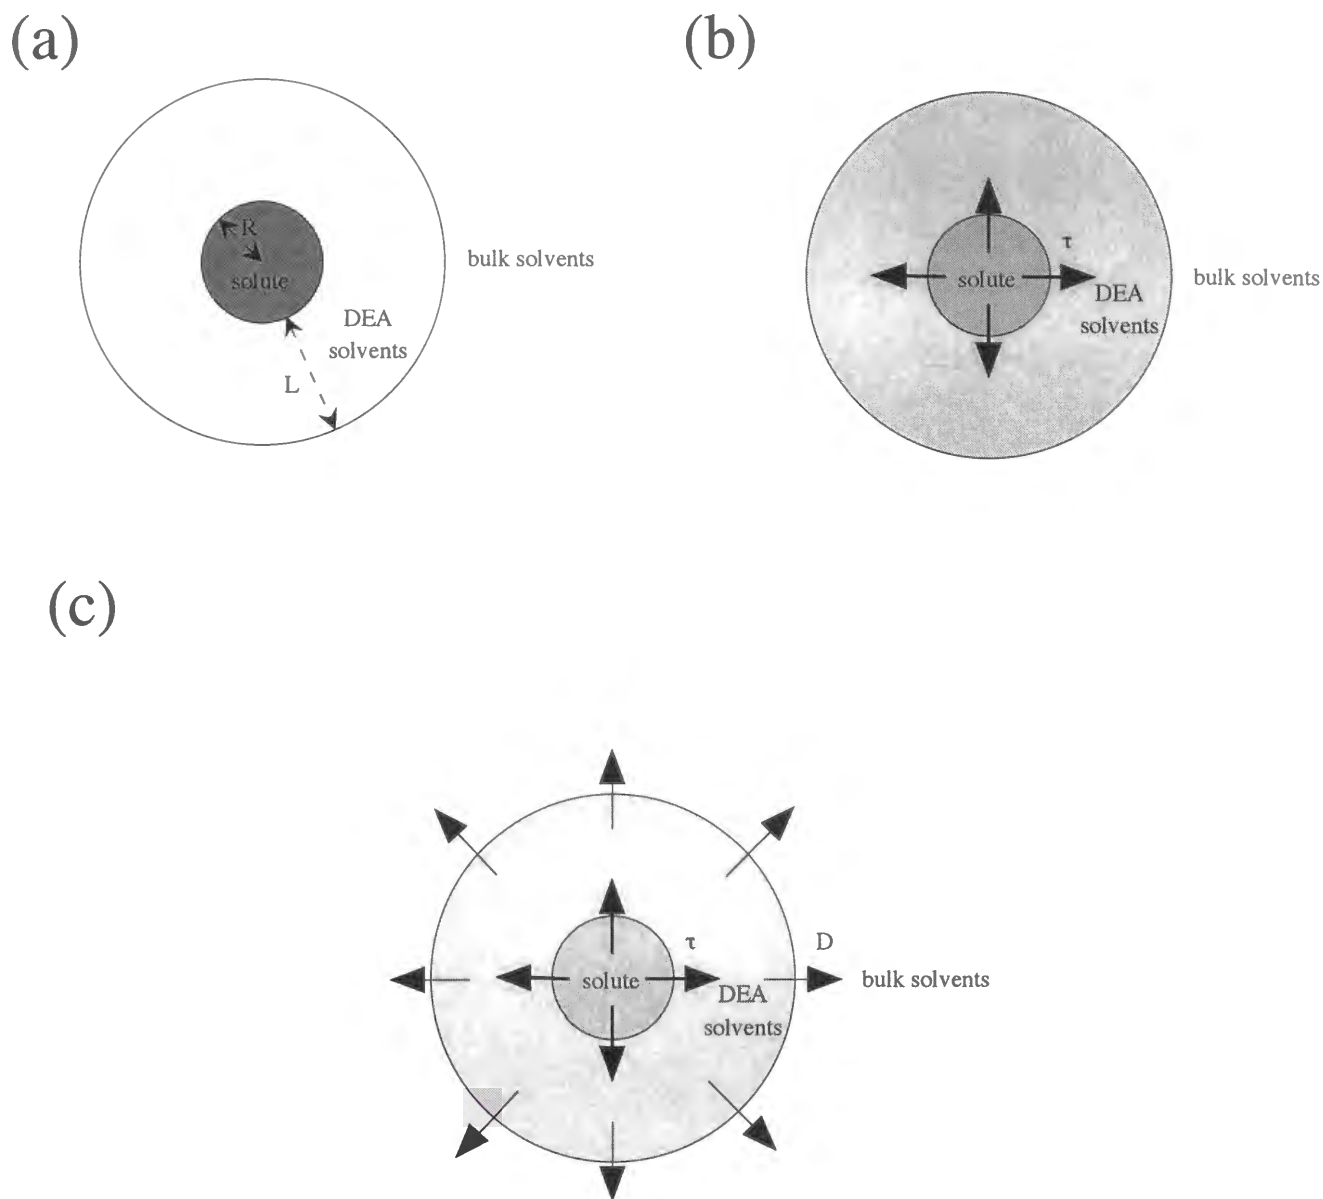 (a)
R
solute
DEA
solvents
L
bulk solvents
(b)
τ
solute
DEA
solvents
bulk solvents
(c)
τ
D
solute
DEA
solvents
bulk solvents